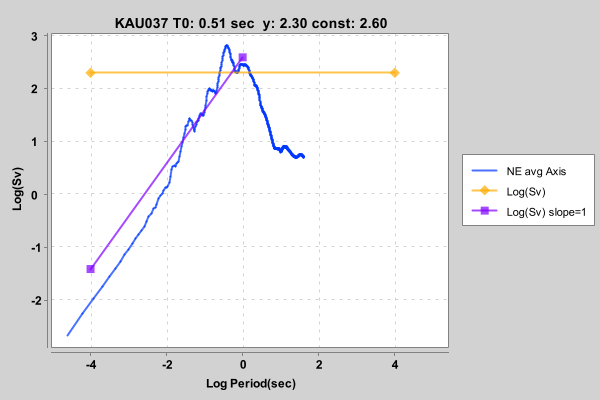 KAU037 T0: 0.51 sec  y: 2.30 const: 2.60
3
2
1
0
-1
-2
Log(Sv)
-4
-2
0
2
4
Log Period(sec)
NE avg Axis
Log(Sv)
Log(Sv) slope=1